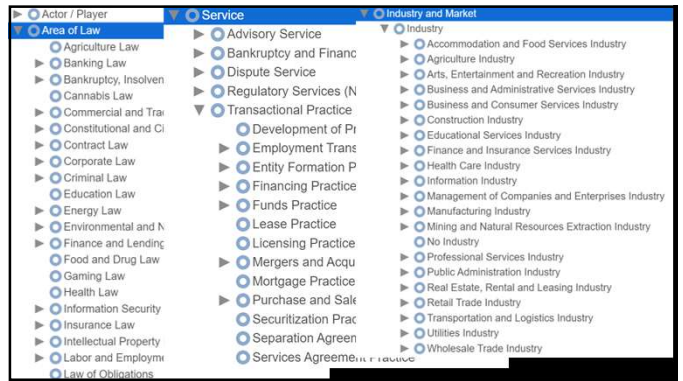 Actor / Player
Area of Law
Agriculture Law
Banking Law
Bankruptcy, Insolven
Cannabis Law
Commercial and Tra
Constitutional and Ci
Contract Law
Corporate Law
Criminal Law
Education Law
Energy Law
Environmental and N
Finance and Lending
Food and Drug Law
Gaming Law
Health Law
Information Security
Insurance Law
Intellectual Property
Labor and Employme
Law of Obligations
Service
Advisory Service
Bankruptcy and Financ
Dispute Service
Regulatory Services (N
Transactional Practice
Development of Pr
Employment Trans
Entity Formation P
Financing Practice
Funds Practice
Lease Practice
Licensing Practice
Mergers and Acqu
Mortgage Practice
Purchase and Sale
Securitization Prac
Separation Agreen
Services Agreement Practice
Industry and Market
Industry
Accommodation and Food Services Industry
Agriculture Industry
Arts, Entertainment and Recreation Industry
Business and Administrative Services Industry
Business and Consumer Services Industry
Construction Industry
Educational Services Industry
Finance and Insurance Services Industry
Health Care Industry
Information Industry
Management of Companies and Enterprises Industry
Manufacturing Industry
Mining and Natural Resources Extraction Industry
No Industry
Professional Services Industry
Public Administration Industry
Real Estate, Rental and Leasing Industry
Retail Trade Industry
Transportation and Logistics Industry
Utilities Industry
Wholesale Trade Industry